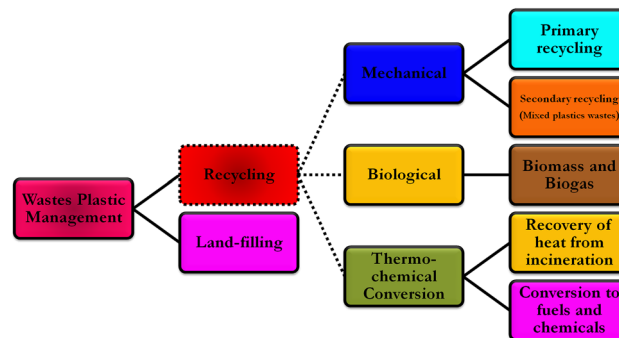 Wastes Plastic
Management
Recycling
Land-filling
Mechanical
Biological
Thermo-
chemical
Conversion
Primary
recycling
Secondary recycling
(Mixed plastics wastes)
Biomass and
Biogas
Recovery of
heat from
incineration
Conversion to
fuels and
chemicals